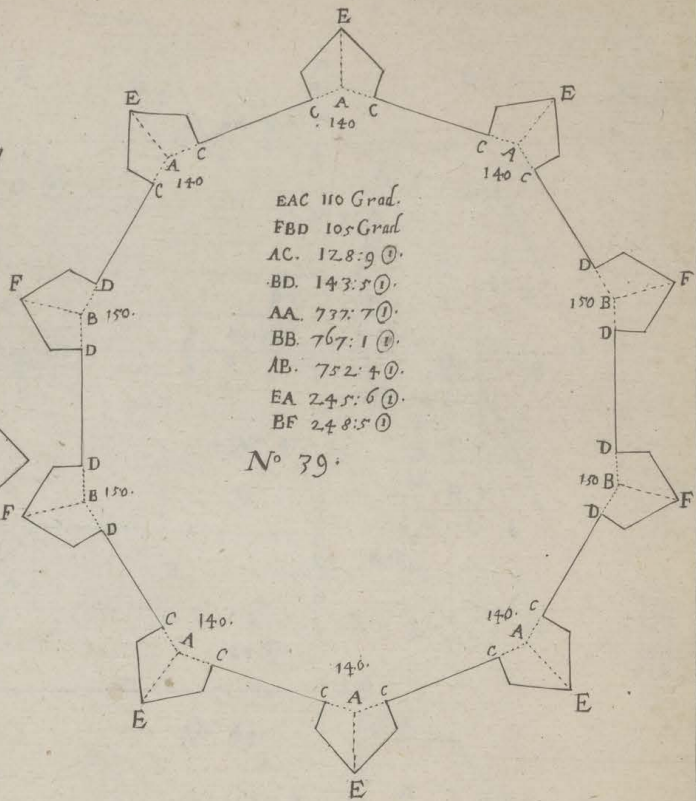 E
E
E
C A C
140
A C
140
C
C A
140 C
EAC 110 Grad.
FBD 105 Grad
AC. 128:9 ①.
BD. 143:5 ①.
AA. 737:7 ①.
BB. 767:1 ①.
AB. 752:4 ①.
EA 245:6 ①.
BF 248:5 ①
N° 39.
F
D
B 150.
D
D
150 B
D
F
D
B 150.
F
D
D
150 B
F
D
C 140.
A
C
E
140. C
A
C
E
140.
C A C
E